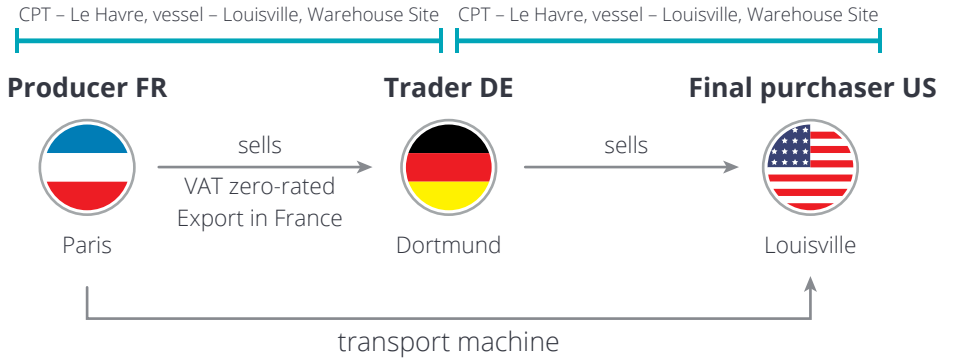 CPT – Le Havre, vessel – Louisville, Warehouse Site
CPT – Le Havre, vessel – Louisville, Warehouse Site
Producer FR
Trader DE
Final purchaser US
sells
VAT zero-rated
Export in France
sells
Paris
Dortmund
Louisville
transport machine